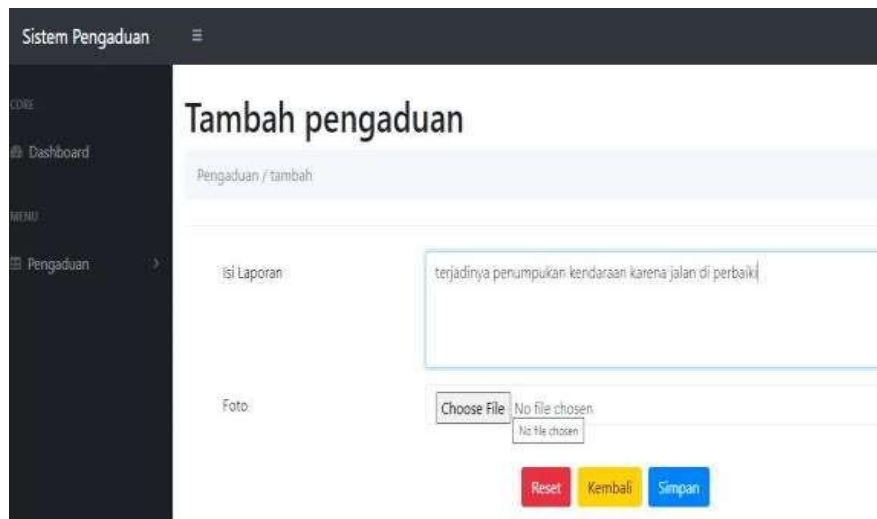 Sistem Pengaduan
CORE
Dashboard
MENU
Pengaduan
Tambah pengaduan
Pengaduan / tambah
Isi Laporan
terjadinya penumpukan kendaraan karena jalan di perbaiki
Foto
Choose File No file chosen
No file chosen
Reset Kembali Simpan